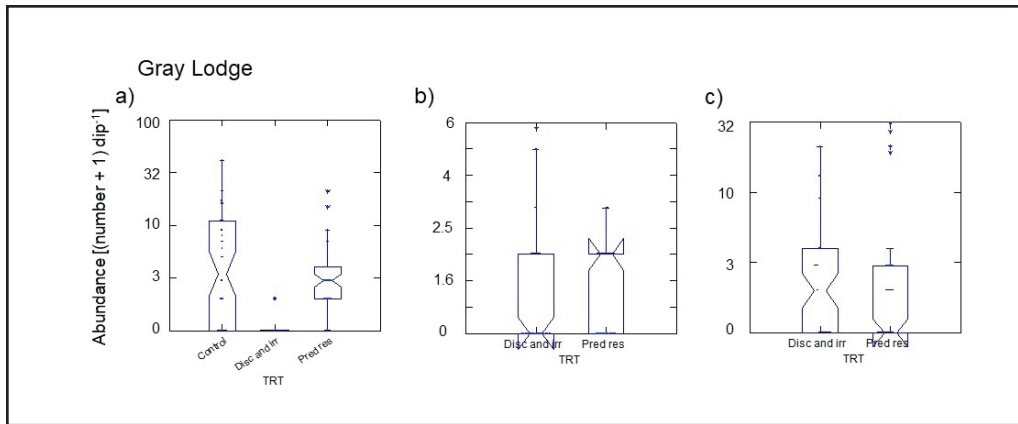 Gray Lodge
a)
Abundance [(number + 1) dip⁻¹]
100
32
10
3
0
Control
Disc and irr
Pred res
TRT
b)
6
4
2.5
1.6
0
Disc and irr
Pred res
TRT
c)
32
10
3
0
Disc and irr
Pred res
TRT